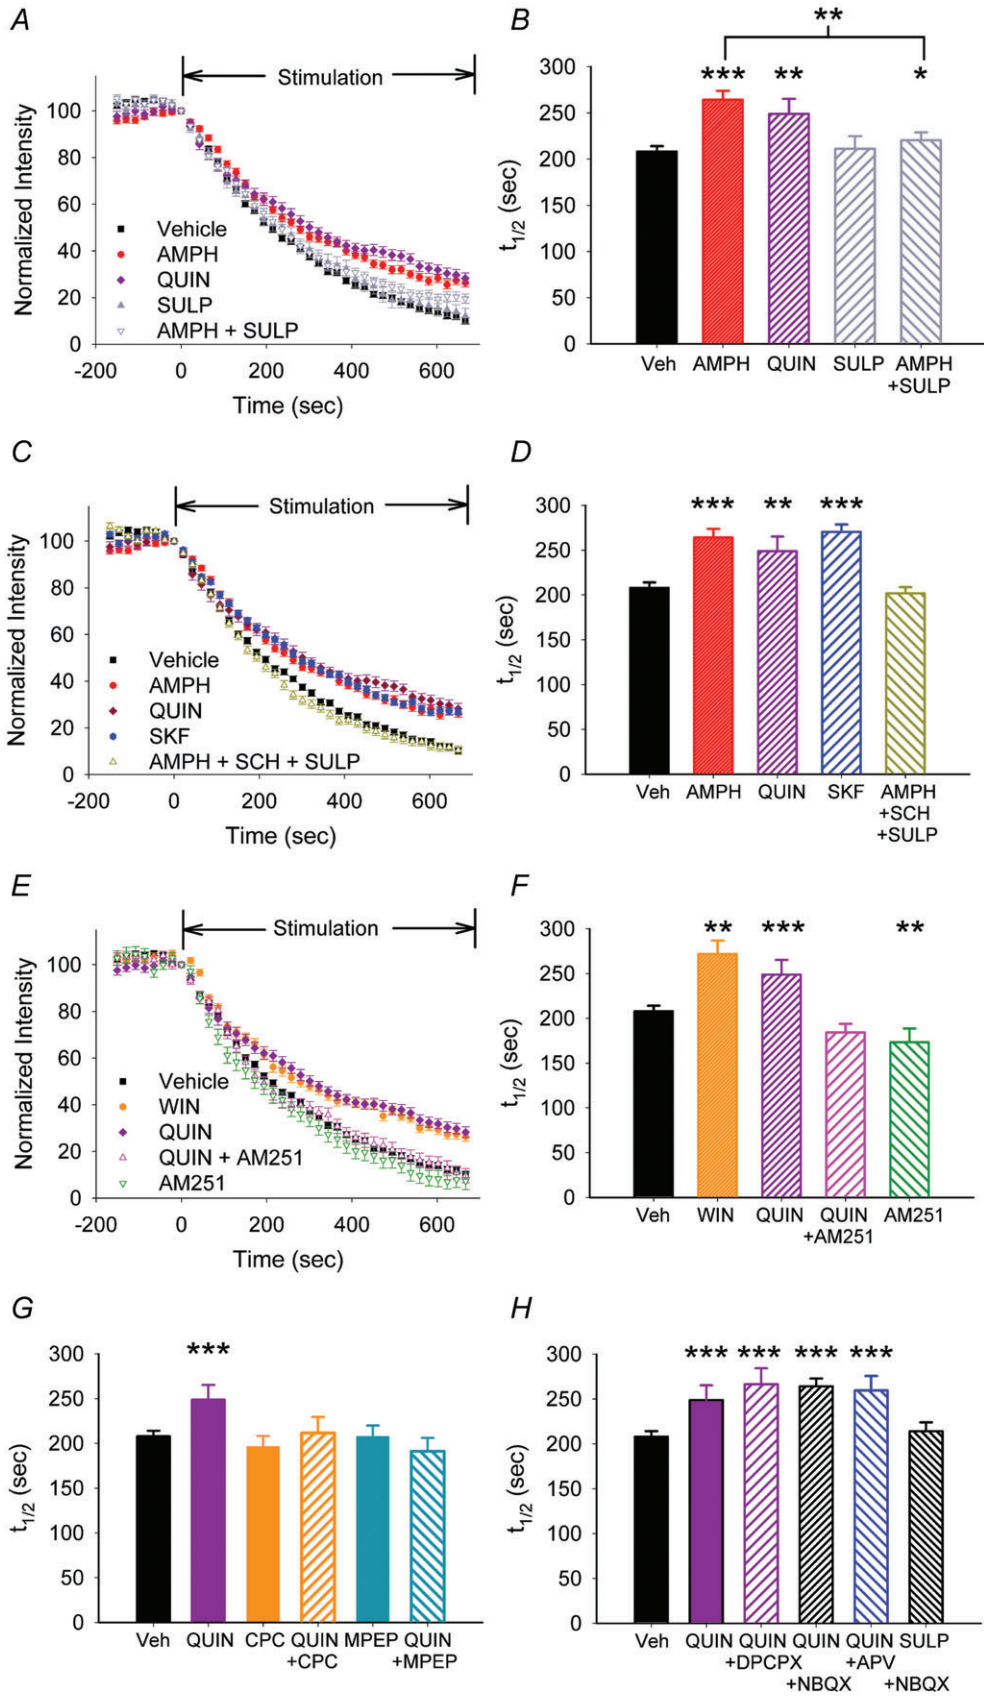 A
Stimulation
Normalized Intensity
100
80
60
40
20
0
Vehicle
AMPH
QUIN
SULP
AMPH + SULP
-200 0 200 400 600
Time (sec)
B
**
*** ** *
t1/2 (sec)
300
250
200
150
100
50
0
Veh AMPH QUIN SULP AMPH
+SULP
C
Stimulation
Normalized Intensity
100
80
60
40
20
0
Vehicle
AMPH
QUIN
SKF
AMPH + SCH + SULP
-200 0 200 400 600
Time (sec)
D
*** ** ***
t1/2 (sec)
300
250
200
150
100
50
0
Veh AMPH QUIN SKF AMPH
+SCH
+SULP
E
Stimulation
Normalized Intensity
100
80
60
40
20
0
Vehicle
WIN
QUIN
QUIN + AM251
AM251
-200 0 200 400 600
Time (sec)
F
** *** **
t1/2 (sec)
300
250
200
150
100
50
0
Veh WIN QUIN QUIN AM251
+AM251
G
***
t1/2 (sec)
300
250
200
150
100
50
0
Veh QUIN CPC QUIN MPEP QUIN
+CPC +MPEP
H
*** *** *** ***
t1/2 (sec)
300
250
200
150
100
50
0
Veh QUIN QUIN QUIN QUIN SULP
+DPCPX +APV
+NBQX +NBQX